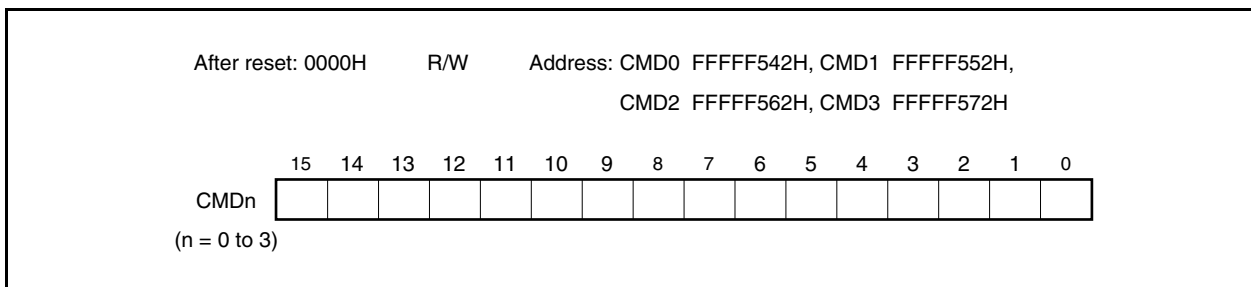 After reset: 0000H R/W Address: CMD0 FFFFF542H, CMD1 FFFFF552H,
CMD2 FFFFF562H, CMD3 FFFFF572H
15 14 13 12 11 10 9 8 7 6 5 4 3 2 1 0
CMDn
(n = 0 to 3)